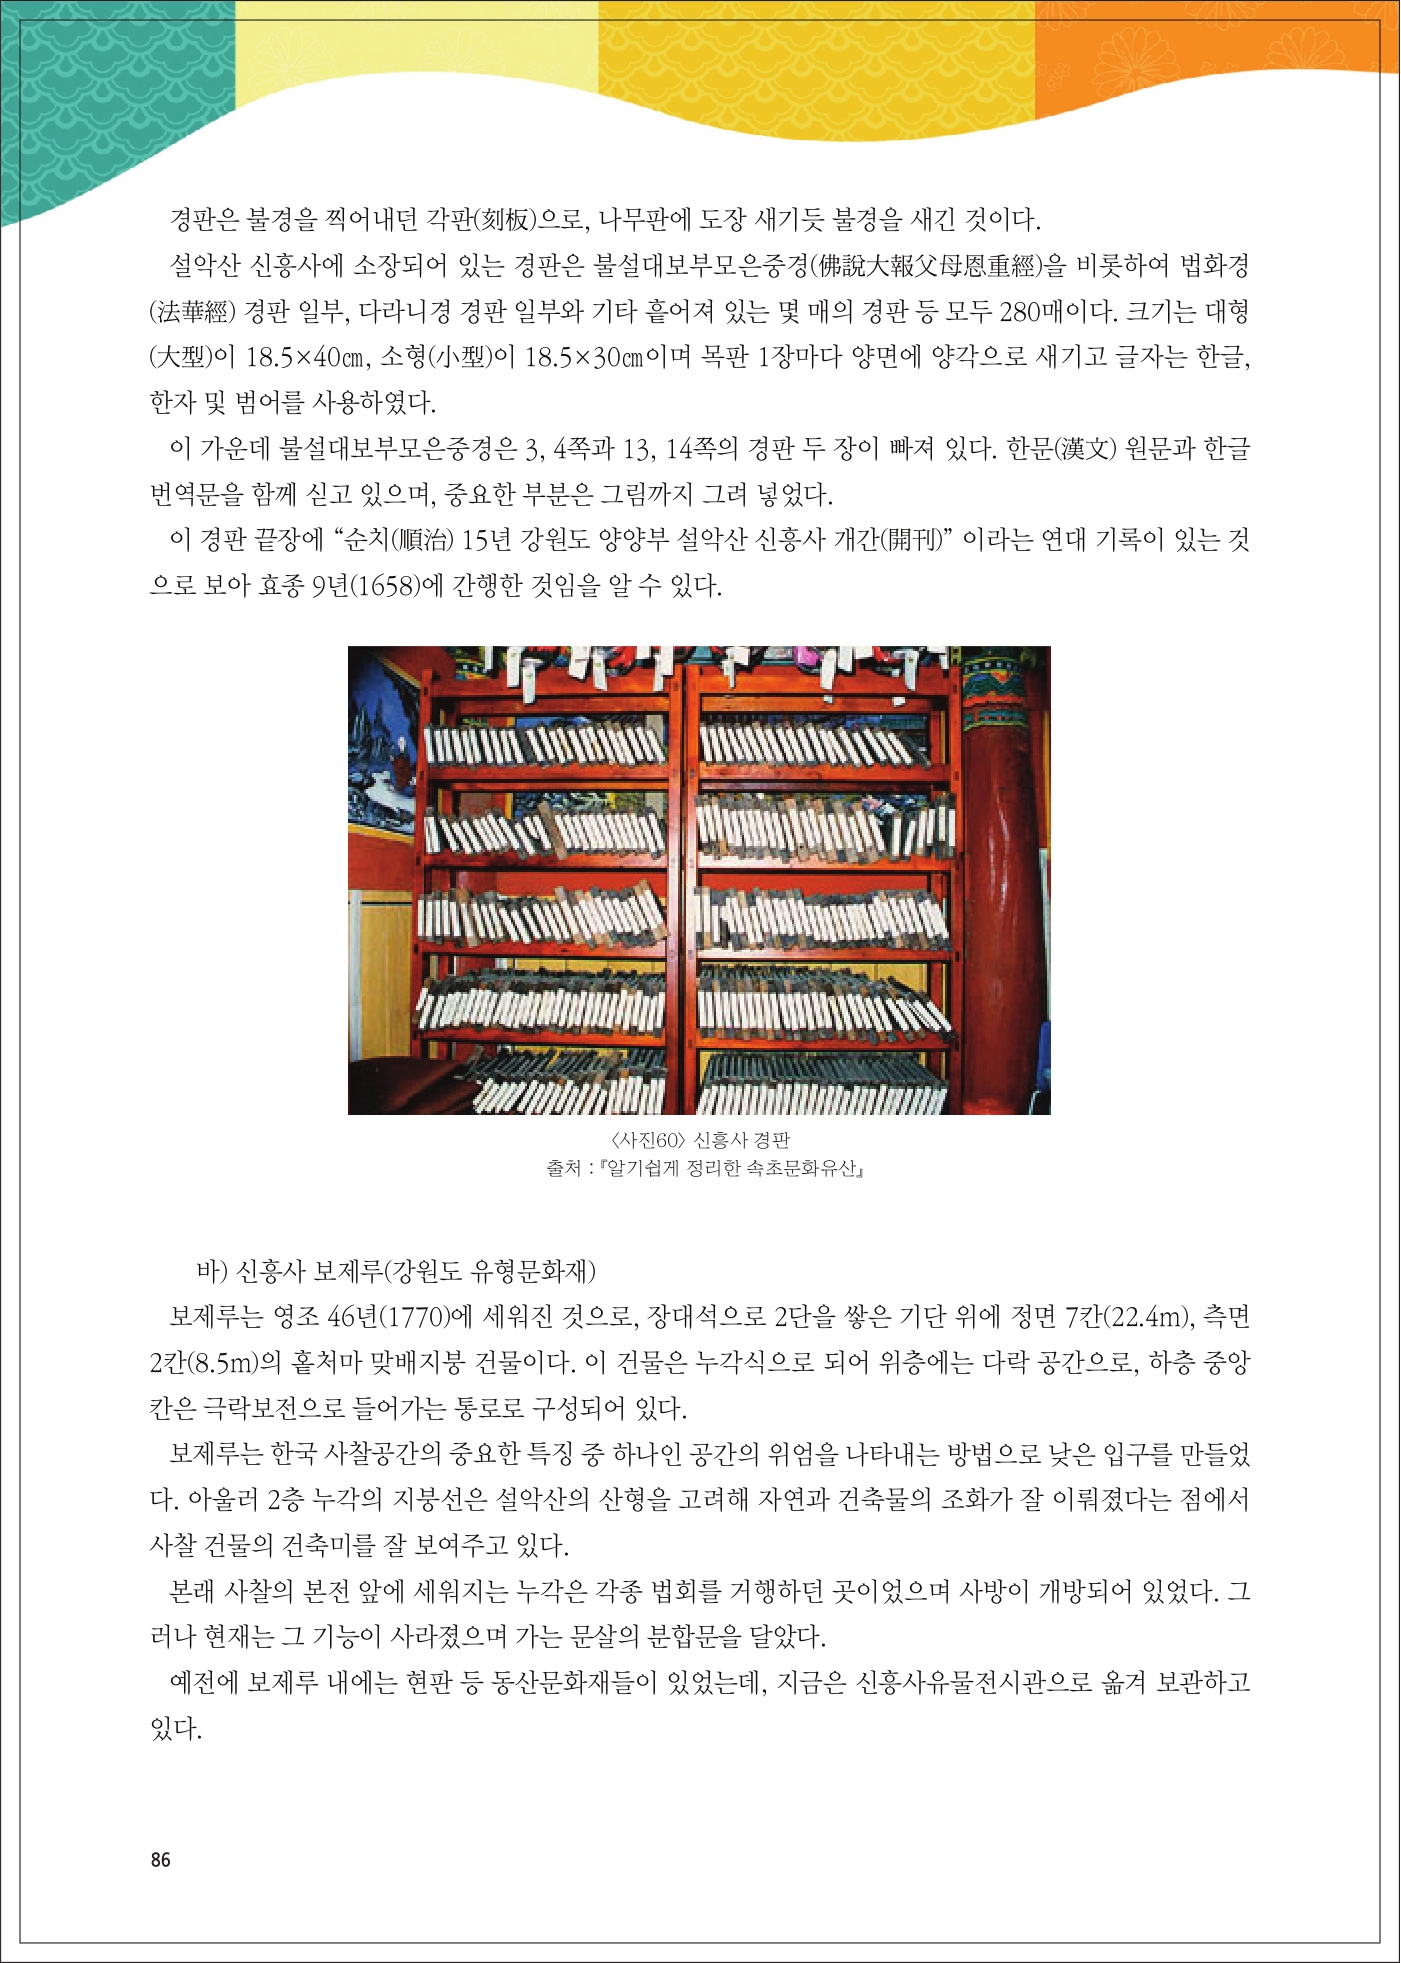 경판은 불경을 찍어내던 각판(刻板)으로, 나무판에 도장 새기듯 불경을 새긴 것이다.
설악산 신흥사에 소장되어 있는 경판은 불설대보부모은중경(佛說大報父母恩重經)을 비롯하여 법화경
(法華經) 경판 일부, 다라니경 경판 일부와 기타 흩어져 있는 몇 매의 경판 등 모두 280매이다. 크기는 대형
(大型)이 18.5×40㎝, 소형(小型)이 18.5×30㎝이며 목판 1장마다 양면에 양각으로 새기고 글자는 한글,
한자 및 범어를 사용하였다.
이 가운데 불설대보부모은중경은 3, 4쪽과 13, 14쪽의 경판 두 장이 빠져 있다. 한문(漢文) 원문과 한글
번역문을 함께 싣고 있으며, 중요한 부분은 그림까지 그려 넣었다.
이 경판 끝장에 “순치(順治) 15년 강원도 양양부 설악산 신흥사 개간(開刊)” 이라는 연대 기록이 있는 것
으로 보아 효종 9년(1658)에 간행한 것임을 알 수 있다.
〈사진60〉 신흥사 경판
출처 : 『알기쉽게 정리한 속초문화유산』
바) 신흥사 보제루(강원도 유형문화재)
보제루는 영조 46년(1770)에 세워진 것으로, 장대석으로 2단을 쌓은 기단 위에 정면 7칸(22.4m), 측면
2칸(8.5m)의 홑처마 맞배지붕 건물이다. 이 건물은 누각식으로 되어 위층에는 다락 공간으로, 하층 중앙
칸은 극락보전으로 들어가는 통로로 구성되어 있다.
보제루는 한국 사찰공간의 중요한 특징 중 하나인 공간의 위엄을 나타내는 방법으로 낮은 입구를 만들었
다. 아울러 2층 누각의 지붕선은 설악산의 산형을 고려해 자연과 건축물의 조화가 잘 이뤄졌다는 점에서
사찰 건물의 건축미를 잘 보여주고 있다.
본래 사찰의 본전 앞에 세워지는 누각은 각종 법회를 거행하던 곳이었으며 사방이 개방되어 있었다. 그
러나 현재는 그 기능이 사라졌으며 가는 문살의 분합문을 달았다.
예전에 보제루 내에는 현판 등 동산문화재들이 있었는데, 지금은 신흥사유물전시관으로 옮겨 보관하고
있다.
86